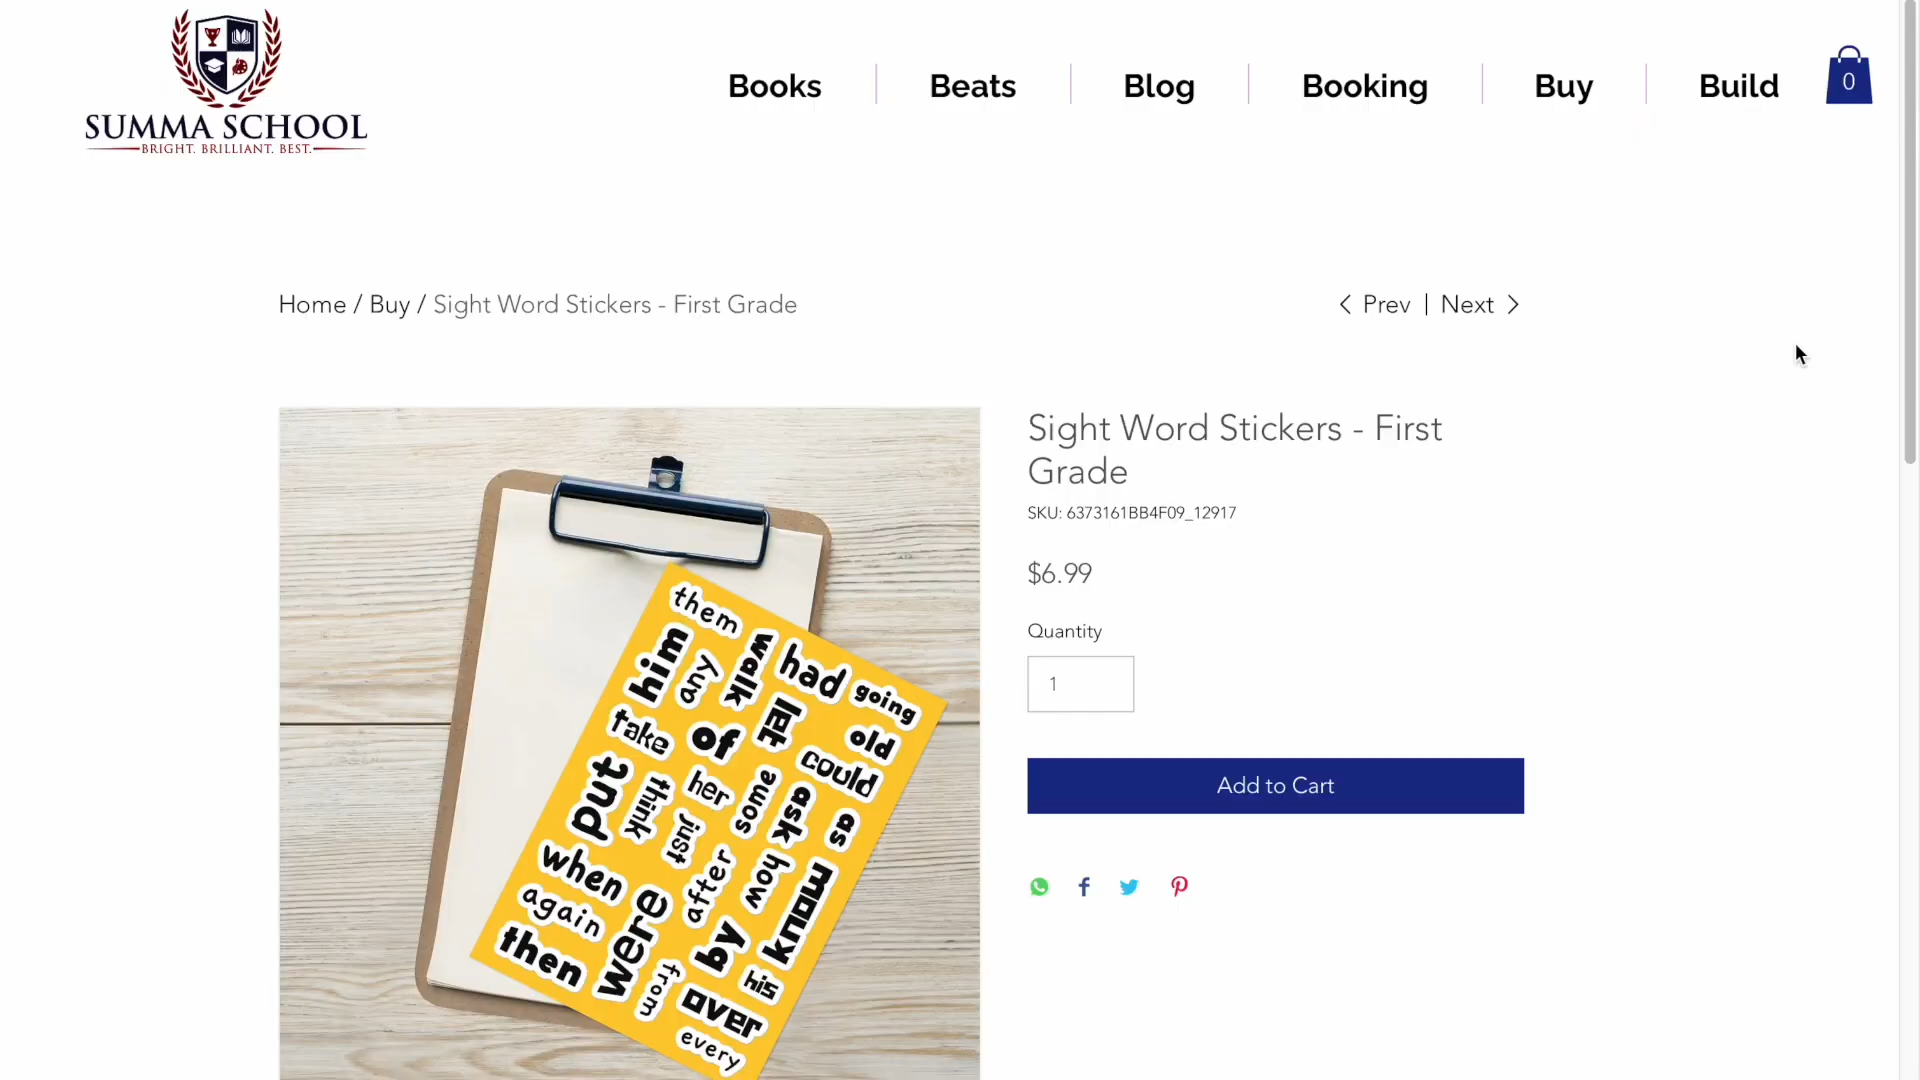 SUMMA SCHOOL
BRIGHT. BRILLIANT. BEST.
Books
Beats
Blog
Booking
Buy
Build
0
Home / Buy / Sight Word Stickers - First Grade
Prev | Next
Sight Word Stickers - First
Grade
SKU: 6373161BB4F09_12917
$6.99
Quantity
1
Add to Cart
them
him
any
walk
had
going
take
of
let
old
put
think
her
some
could
just
ask
as
when
again
then
were
after
how
know
from
by
his
over
every